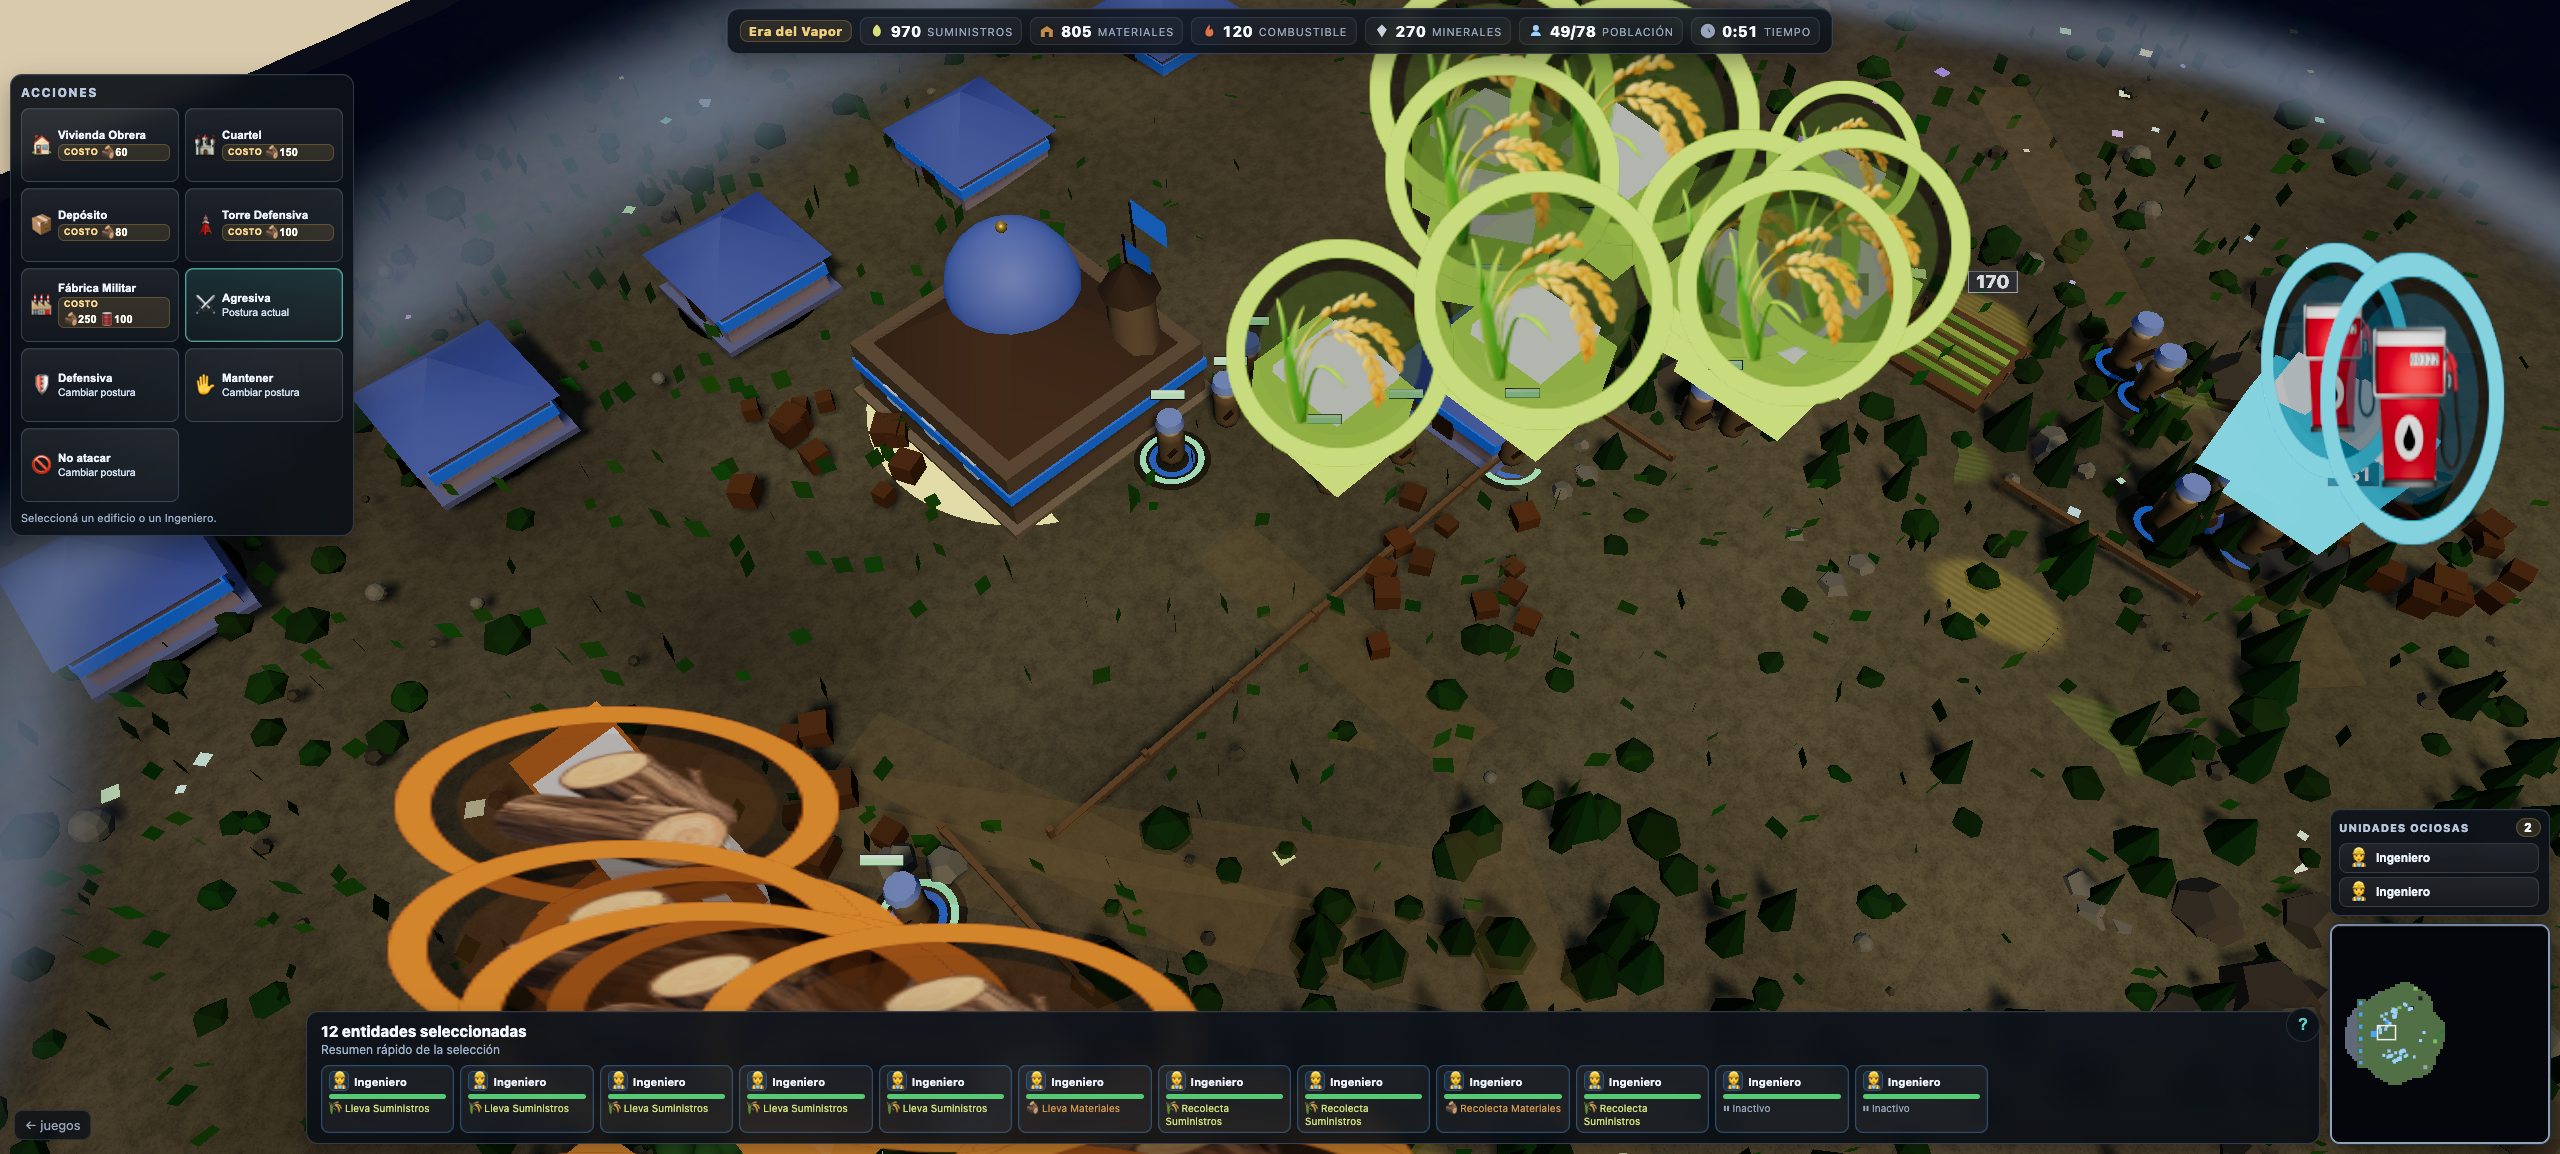 Era del Vapor
970 SUMINISTROS
805 MATERIALES
120 COMBUSTIBLE
270 MINERALES
49/78 POBLACIÓN
0:51 TIEMPO
ACCIONES
Vivienda Obrera
COSTO 60
Cuartel
COSTO 150
Depósito
COSTO 80
Torre Defensiva
COSTO 100
Fábrica Militar
COSTO
250 100
Agresiva
Postura actual
Defensiva
Cambiar postura
Mantener
Cambiar postura
No atacar
Cambiar postura
Seleccioná un edificio o un Ingeniero.
170
UNIDADES OCIOSAS 2
Ingeniero
Ingeniero
12 entidades seleccionadas
Resumen rápido de la selección
?
Ingeniero
Lleva Suministros
Ingeniero
Lleva Suministros
Ingeniero
Lleva Suministros
Ingeniero
Lleva Suministros
Ingeniero
Lleva Suministros
Ingeniero
Lleva Materiales
Ingeniero
Recolecta
Suministros
Ingeniero
Recolecta
Suministros
Ingeniero
Recolecta Materiales
Ingeniero
Recolecta
Suministros
Ingeniero
Inactivo
Ingeniero
Inactivo
← juegos